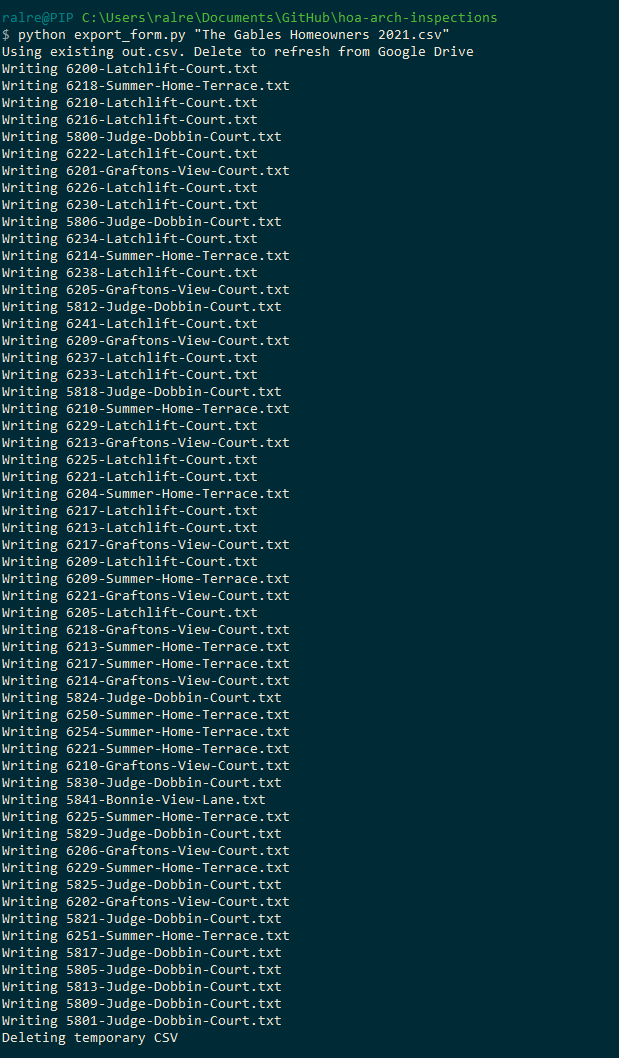 ralre@PIP C:\Users\ralre\Documents\GitHub\hoa-arch-inspections
$ python export_form.py "The Gables Homeowners 2021.csv"
Using existing out.csv. Delete to refresh from Google Drive
Writing 6200-Latchlift-Court.txt
Writing 6218-Summer-Home-Terrace.txt
Writing 6210-Latchlift-Court.txt
Writing 6216-Latchlift-Court.txt
Writing 5800-Judge-Dobbin-Court.txt
Writing 6222-Latchlift-Court.txt
Writing 6201-Graftons-View-Court.txt
Writing 6226-Latchlift-Court.txt
Writing 6230-Latchlift-Court.txt
Writing 5806-Judge-Dobbin-Court.txt
Writing 6234-Latchlift-Court.txt
Writing 6214-Summer-Home-Terrace.txt
Writing 6238-Latchlift-Court.txt
Writing 6205-Graftons-View-Court.txt
Writing 5812-Judge-Dobbin-Court.txt
Writing 6241-Latchlift-Court.txt
Writing 6209-Graftons-View-Court.txt
Writing 6237-Latchlift-Court.txt
Writing 6233-Latchlift-Court.txt
Writing 5818-Judge-Dobbin-Court.txt
Writing 6210-Summer-Home-Terrace.txt
Writing 6229-Latchlift-Court.txt
Writing 6213-Graftons-View-Court.txt
Writing 6225-Latchlift-Court.txt
Writing 6221-Latchlift-Court.txt
Writing 6204-Summer-Home-Terrace.txt
Writing 6217-Latchlift-Court.txt
Writing 6213-Latchlift-Court.txt
Writing 6217-Graftons-View-Court.txt
Writing 6209-Latchlift-Court.txt
Writing 6209-Summer-Home-Terrace.txt
Writing 6221-Graftons-View-Court.txt
Writing 6205-Latchlift-Court.txt
Writing 6218-Graftons-View-Court.txt
Writing 6213-Summer-Home-Terrace.txt
Writing 6217-Summer-Home-Terrace.txt
Writing 6214-Graftons-View-Court.txt
Writing 5824-Judge-Dobbin-Court.txt
Writing 6250-Summer-Home-Terrace.txt
Writing 6254-Summer-Home-Terrace.txt
Writing 6221-Summer-Home-Terrace.txt
Writing 6210-Graftons-View-Court.txt
Writing 5830-Judge-Dobbin-Court.txt
Writing 5841-Bonnie-View-Lane.txt
Writing 6225-Summer-Home-Terrace.txt
Writing 5829-Judge-Dobbin-Court.txt
Writing 6206-Graftons-View-Court.txt
Writing 6229-Summer-Home-Terrace.txt
Writing 5825-Judge-Dobbin-Court.txt
Writing 6202-Graftons-View-Court.txt
Writing 5821-Judge-Dobbin-Court.txt
Writing 6251-Summer-Home-Terrace.txt
Writing 5817-Judge-Dobbin-Court.txt
Writing 5805-Judge-Dobbin-Court.txt
Writing 5813-Judge-Dobbin-Court.txt
Writing 5809-Judge-Dobbin-Court.txt
Writing 5801-Judge-Dobbin-Court.txt
Deleting temporary CSV